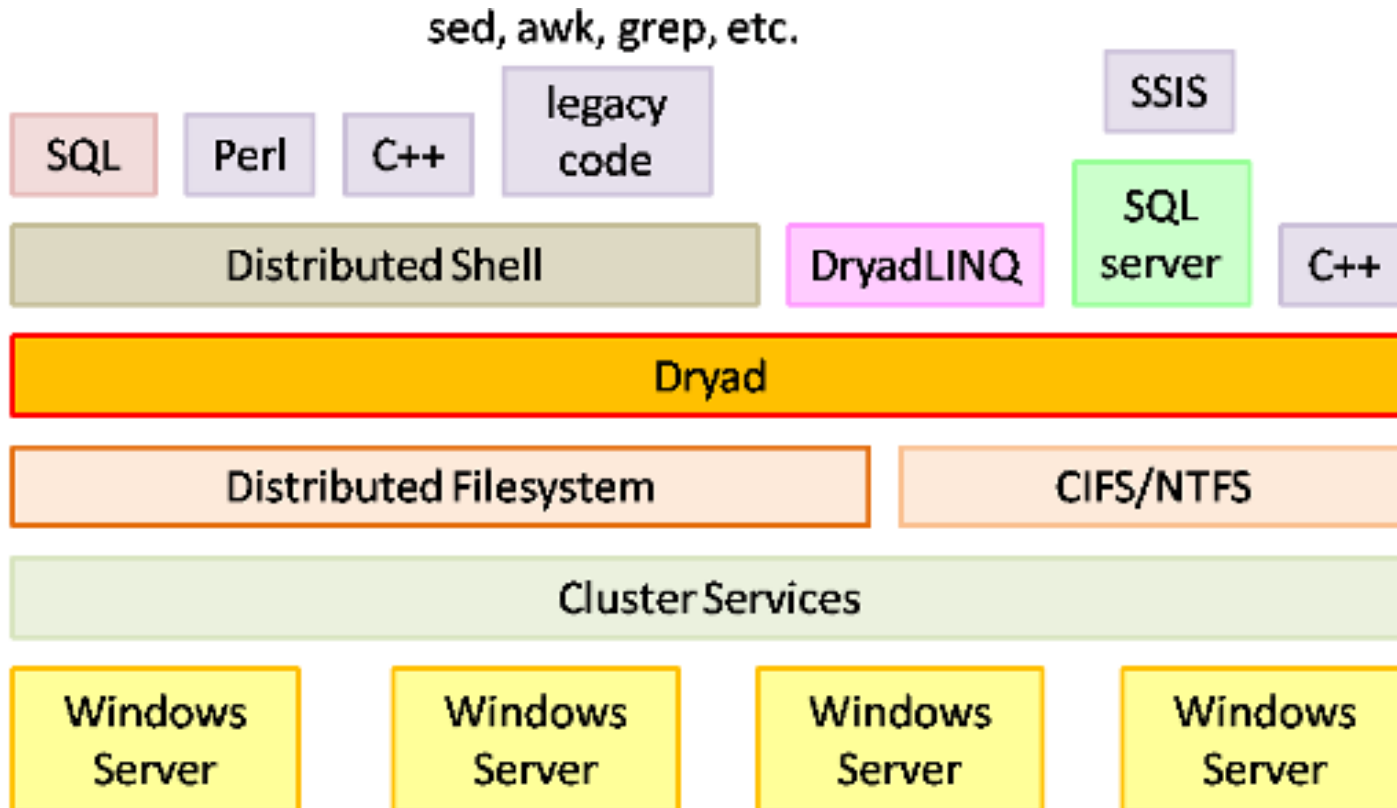 sed, awk, grep, etc.
legacy
code
SSIS
SQL
Perl
C++
SQL
server
Distributed Shell
DryadLINQ
C++
Dryad
Distributed Filesystem
CIFS/NTFS
Cluster Services
Windows
Server
Windows
Server
Windows
Server
Windows
Server